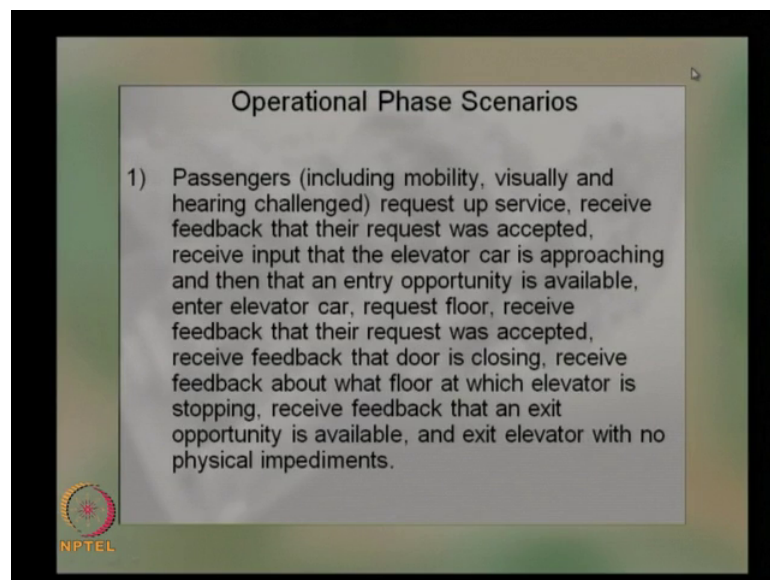 Operational Phase Scenarios
1) Passengers (including mobility, visually and
hearing challenged) request up service, receive
feedback that their request was accepted,
receive input that the elevator car is approaching
and then that an entry opportunity is available,
enter elevator car, request floor, receive
feedback that their request was accepted,
receive feedback that door is closing, receive
feedback about what floor at which elevator is
stopping, receive feedback that an exit
opportunity is available, and exit elevator with no
physical impediments.
NPTEL